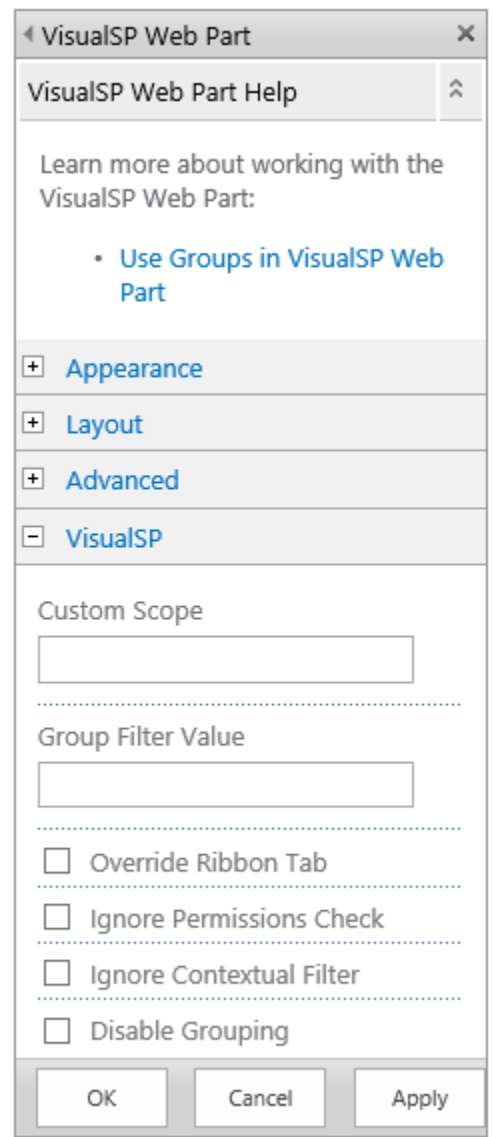 VisualSP Web Part
VisualSP Web Part Help
Learn more about working with the
VisualSP Web Part:
• Use Groups in VisualSP Web
Part
Appearance
Layout
Advanced
VisualSP
Custom Scope
Group Filter Value
Override Ribbon Tab
Ignore Permissions Check
Ignore Contextual Filter
Disable Grouping
OK Cancel Apply